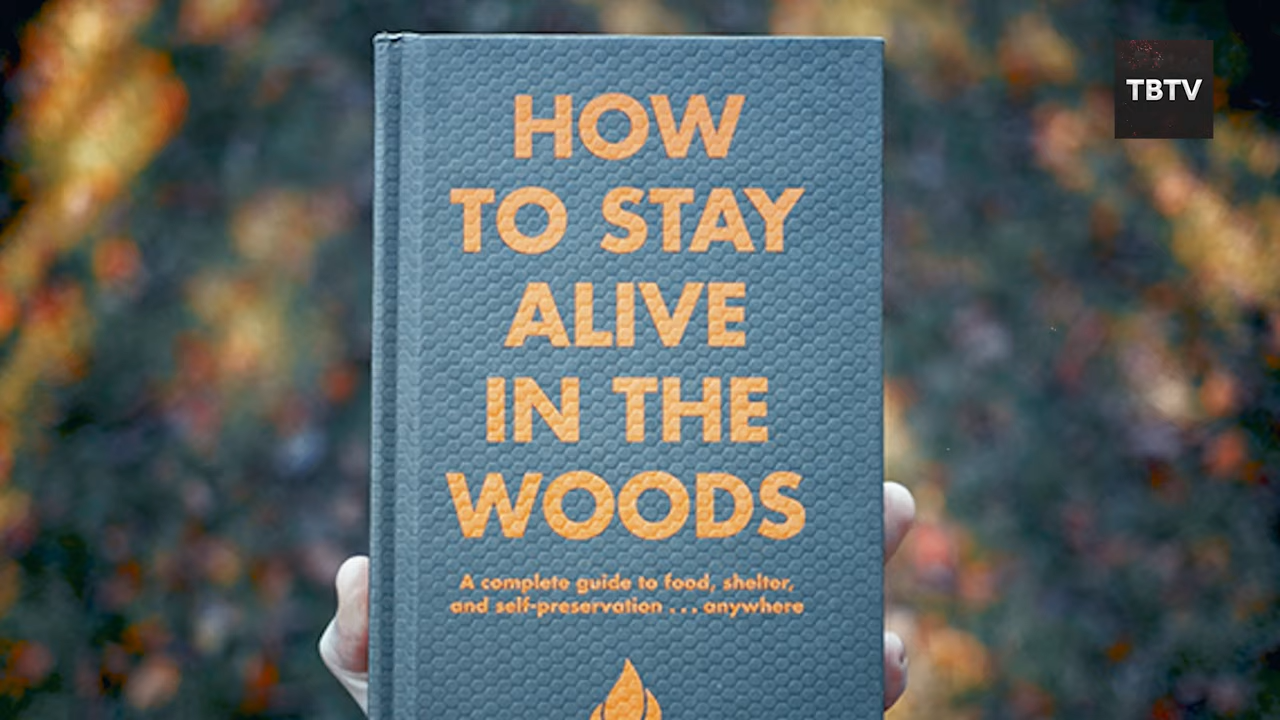 HOW
TO STAY
ALIVE
IN THE
WOODS
A complete guide to food, shelter,
and self-preservation . . . anywhere
TBTV